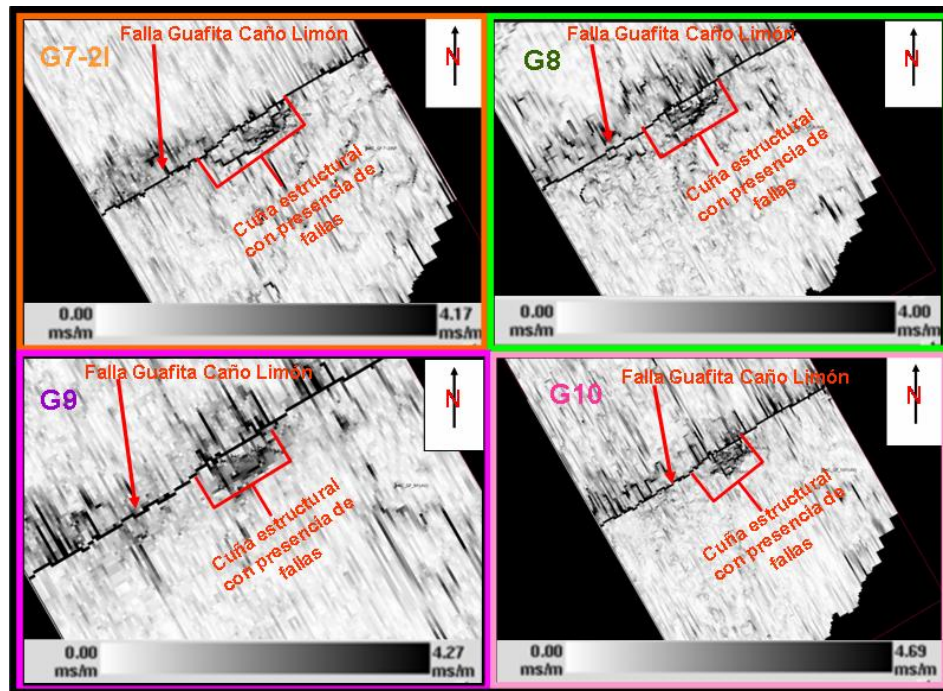 Falla Guafita Caño Limón
G7-2I
N
Cuña estructural
con presencia de
fallas
0.00
ms/m
4.17
ms/m
Falla Guafita Caño Limón
G8
N
Cuña estructural
con presencia de
fallas
0.00
ms/m
4.00
ms/m
Falla Guafita Caño Limón
G9
N
Cuña estructural
con presencia de
fallas
0.00
ms/m
4.27
ms/m
Falla Guafita Caño Limón
G10
N
Cuña estructural
con presencia de
fallas
0.00
ms/m
4.69
ms/m